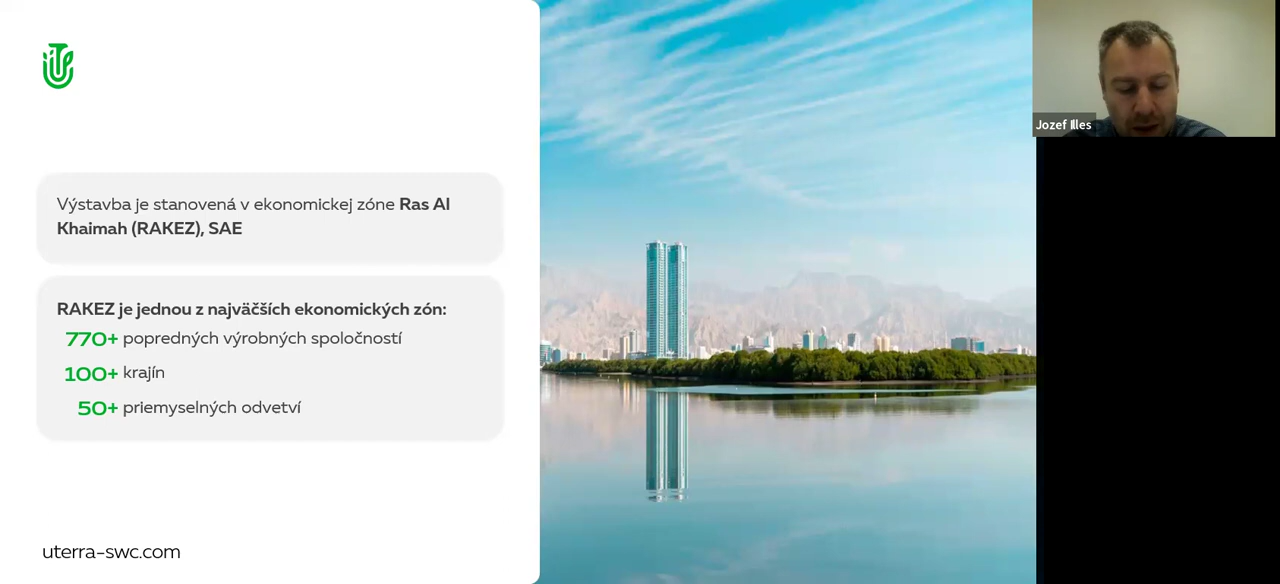 Výstavba je stanovená v ekonomickej zóne Ras Al
Khaimah (RAKEZ), SAE
RAKEZ je jednou z najväčších ekonomických zón:
770+ popredných výrobných spoločností
100+ krajín
50+ priemyselných odvetví
uterra-swc.com
Jozef Illes